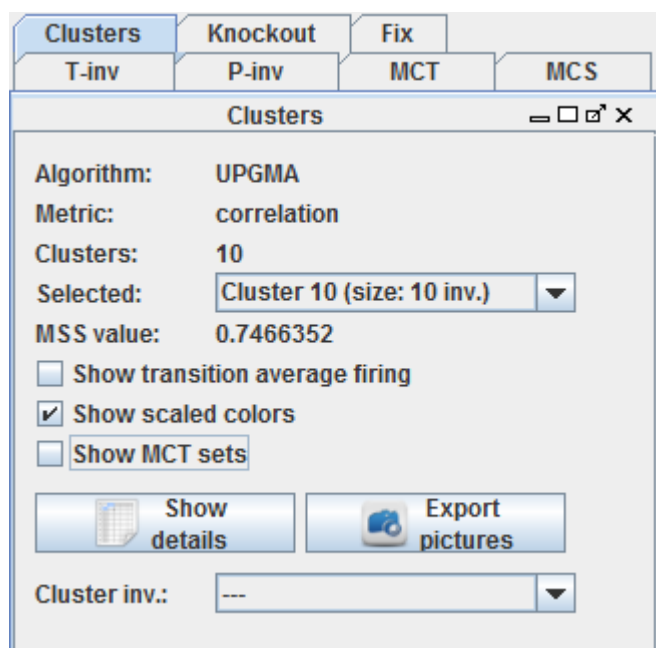 Clusters Knockout Fix
T-inv P-inv MCT MCS
Clusters
Algorithm: UPGMA
Metric: correlation
Clusters: 10
Selected: Cluster 10 (size: 10 inv.)
MSS value: 0.7466352
Show transition average firing
Show scaled colors
Show MCT sets
Show details
Export pictures
Cluster inv.: ---